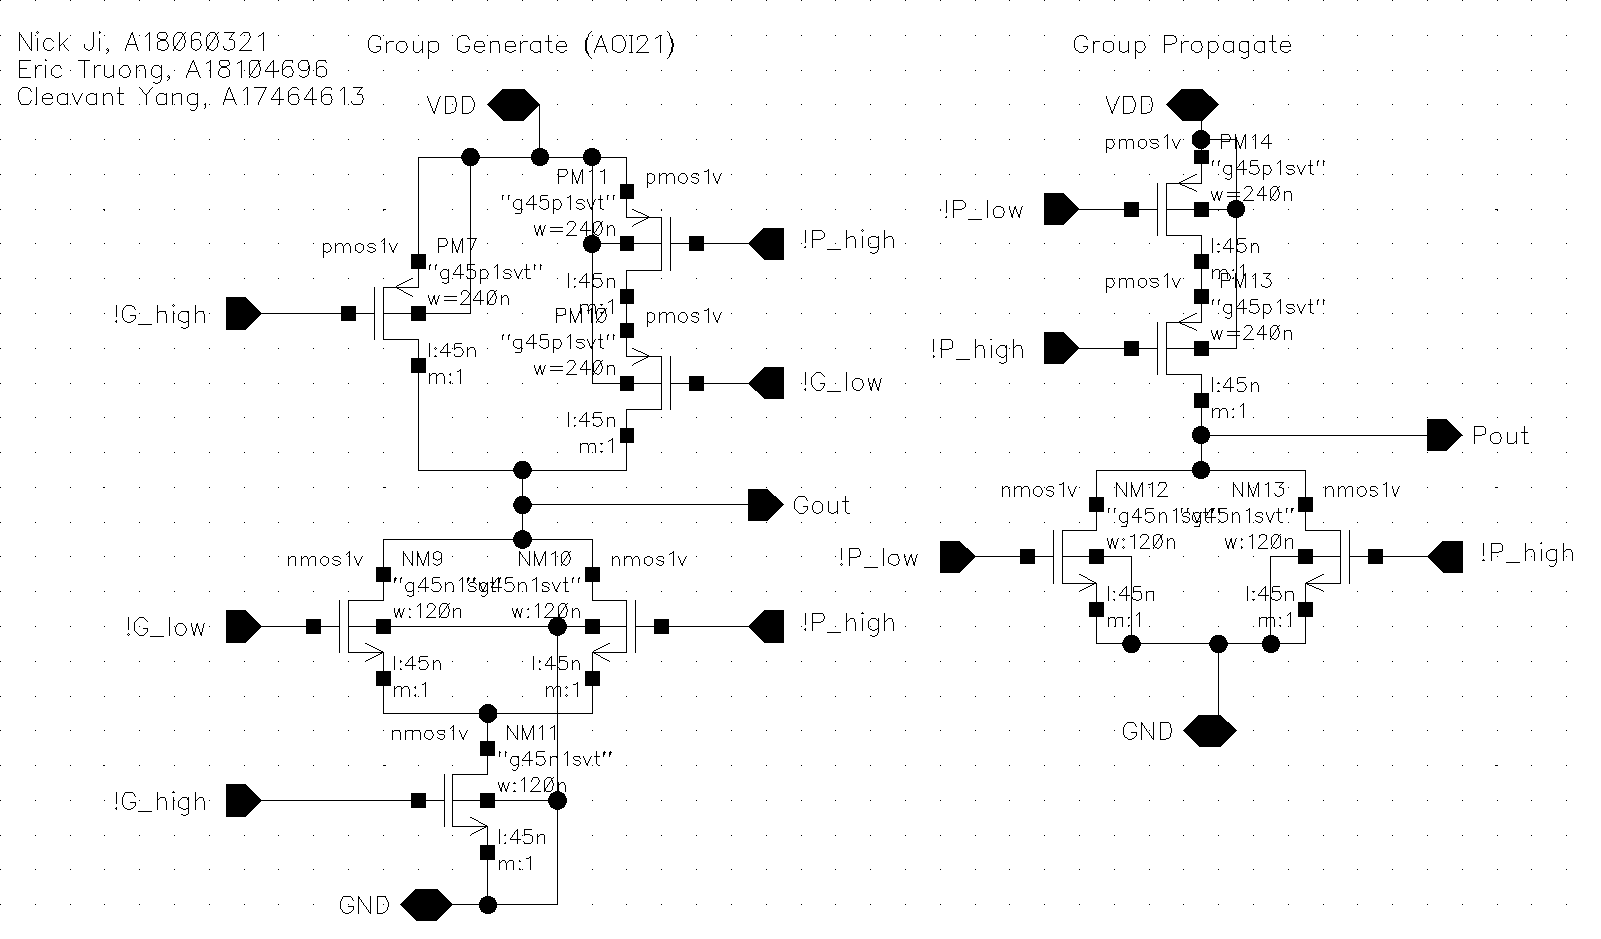 Nick Ji, A18060321
Eric Truong, A18104696
Cleavant Yang, A17464613
Group Generate (AOI21)
VDD
pmos1v
PM7
"g45p1svt"
w=240n
l:45n
m:1
!G_high
PM11
pmos1v
"g45p1svt"
w=240n
l:45n
m:1
!P_high
PM10
pmos1v
"g45p1svt"
w=240n
l:45n
m:1
!G_low
Gout
nmos1v
NM9
"g45n1svt"
w:120n
l:45n
m:1
!G_low
NM10
nmos1v
"g45n1svt"
w:120n
l:45n
m:1
!P_high
nmos1v
NM11
"g45n1svt"
w:120n
l:45n
m:1
!G_high
GND
Group Propagate
VDD
pmos1v
PM14
"g45p1svt"
w=240n
l:45n
m:1
!P_low
pmos1v
PM13
"g45p1svt"
w=240n
l:45n
m:1
!P_high
Pout
nmos1v
NM12
"g45n1svt"
w:120n
l:45n
m:1
!P_low
NM13
nmos1v
"g45n1svt"
w:120n
l:45n
m:1
!P_high
GND